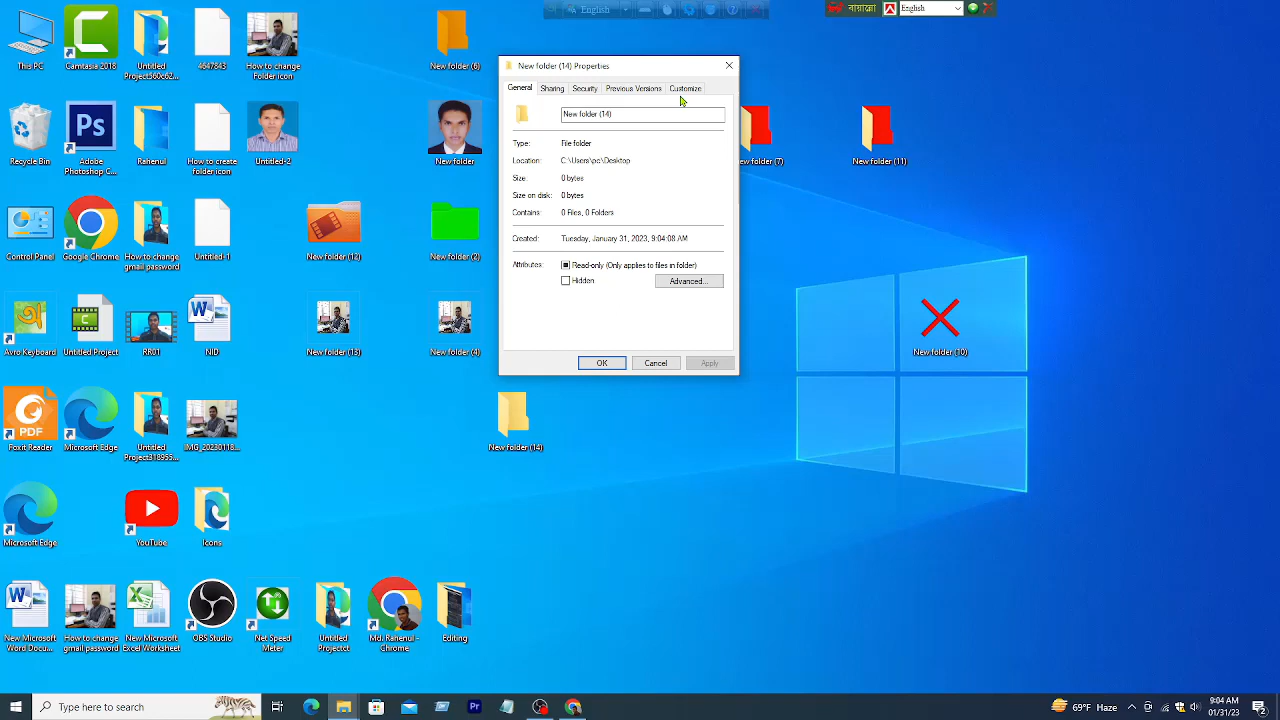 English
নায়াজো
English
This PC
Camtasia 2018
Untitled
Project360c62...
4647843
How to change
Folder icon
New folder (6)
Recycle Bin
Adobe
Photoshop C...
Rahenul
How to create
folder icon
Untitled-2
New folder
New folder (7)
New folder (11)
Control Panel
Google Chrome
How to change
gmail password
Untitled-1
New folder (12)
New folder (2)
Avro Keyboard
Untitled Project
RR01
NID
New folder (13)
New folder (4)
New folder (10)
Foxit Reader
Microsoft Edge
Untitled
Project318955...
IMG_20230118...
New folder (14)
Microsoft Edge
YouTube
Icons
New Microsoft
Word Docu...
How to change
gmail password
New Microsoft
Excel Worksheet
OBS Studio
Net Speed
Meter
Untitled
Projectct
Md. Rahenul -
Chrome
Editing
New folder (14) Properties
General
Sharing
Security
Previous Versions
Customize
New folder (14)
Type: File folder
Location: C:\Users\pc\Desktop
Size: 0 bytes
Size on disk: 0 bytes
Contains: 0 Files, 0 Folders
Created: Tuesday, January 31, 2023, 9:04:08 AM
Attributes: Read-only (Only applies to files in folder)
Hidden
Advanced...
OK
Cancel
Apply
PDF
Ps
Type here to search
Pr
69°F Haze
9:04 AM
01/31/23